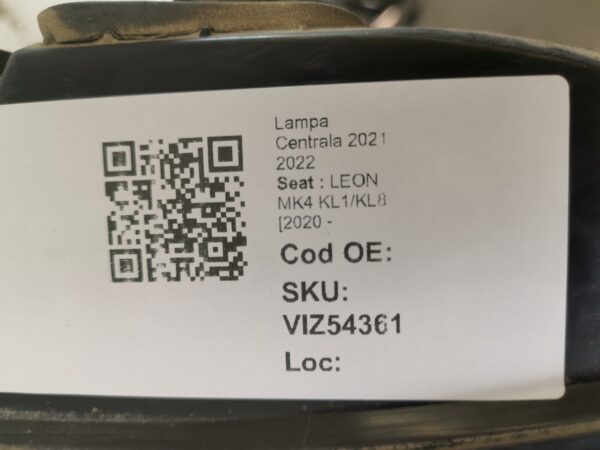 Lampa
Centrala 2021
2022
Seat : LEON
MK4 KL1/KL8
[2020 -
Cod OE:
SKU:
VIZ54361
Loc: